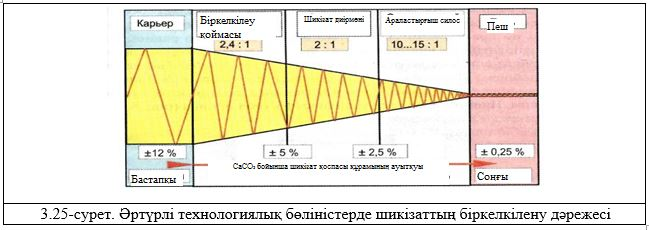 Карьер
Біркелкілеу
қоймасы
2,4 : 1
Шикізат диірмені
2 : 1
Араластырғыш силос
10...15 : 1
Пеш
±12 %
± 5 %
± 2,5 %
± 0,25 %
Бастапқы
CaCO₃ бойынша шикізат қоспасы құрамының ауытқуы
Соңғы
3.25-сурет. Әртүрлі технологиялық бөліністерде шикізаттың біркелкілену дәрежесі